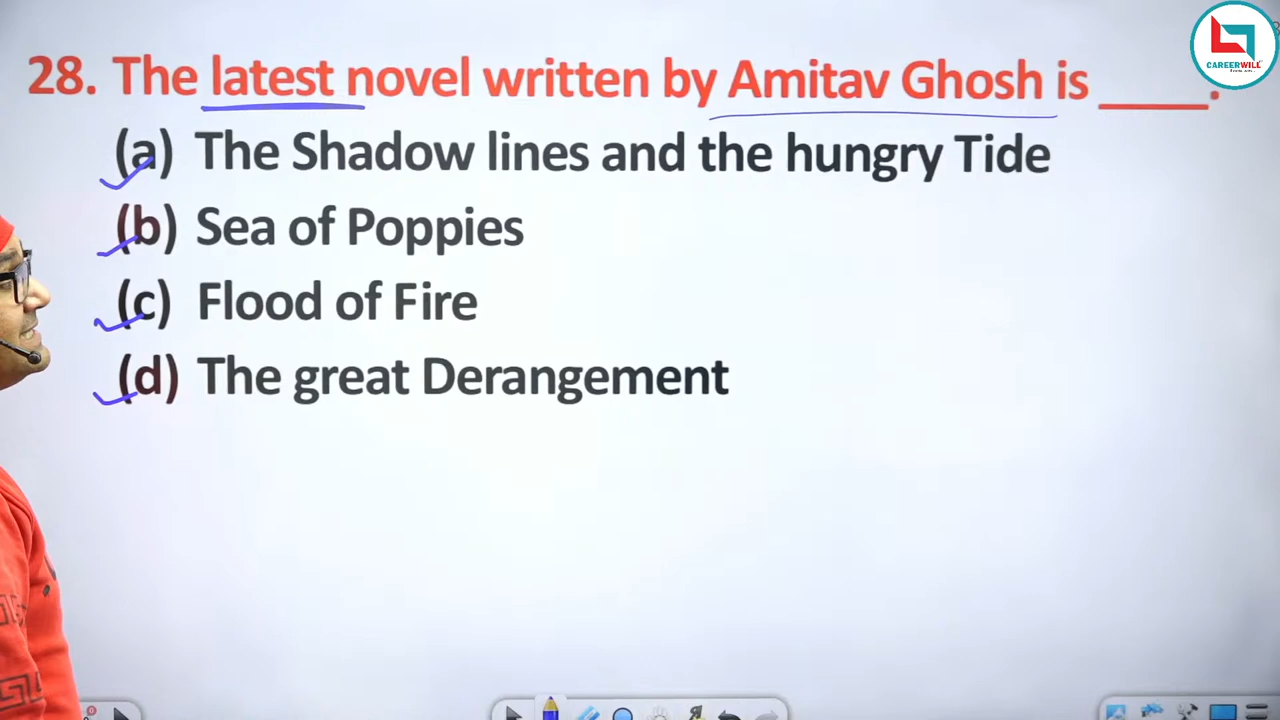 28. The latest novel written by Amitav Ghosh is ____.
(a) The Shadow lines and the hungry Tide
(b) Sea of Poppies
(c) Flood of Fire
(d) The great Derangement
CAREERWILL